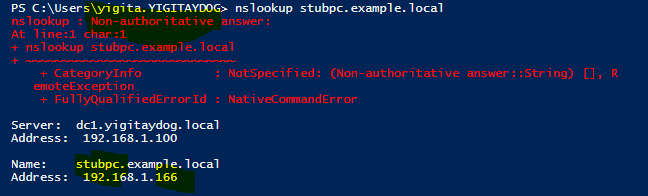 PS C:\Users\yigita.YIGITAYDOG> nslookup stubpc.example.local
nslookup : Non-authoritative answer:
At line:1 char:1
+ nslookup stubpc.example.local
+ ~~~~~~~~~~~~~~~~~~~~~~~~~~~~~
+ CategoryInfo : NotSpecified: (Non-authoritative answer::String) [], R
emoteException
+ FullyQualifiedErrorId : NativeCommandError
Server: dc1.yigitaydog.local
Address: 192.168.1.100
Name: stubpc.example.local
Address: 192.168.1.166